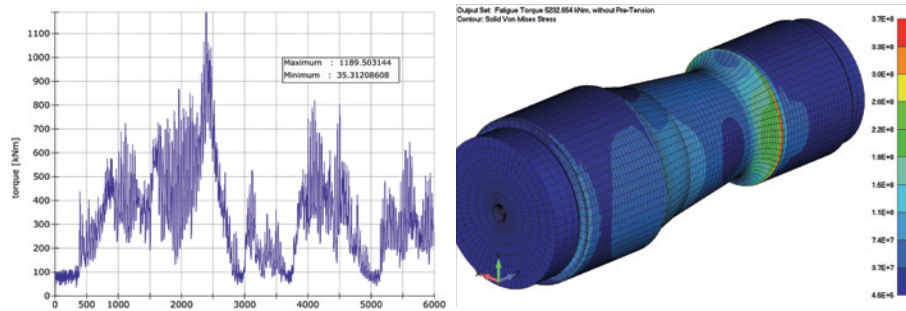 1100
1000
900
800
700
600
500
400
300
200
100
0
torque [kNm]
Maximum : 1189.503144
Minimum : 35.31208608
0 500 1000 2000 3000 4000 5000 6000
Output Set: Fatigue Torque 5232.654 kNm, without Pre-Tension
Contour: Solid Von Mises Stress
3.7E+8
3.3E+8
3.0E+8
2.6E+8
2.2E+8
1.8E+8
1.5E+8
1.1E+8
7.4E+7
3.7E+7
4.6E+5